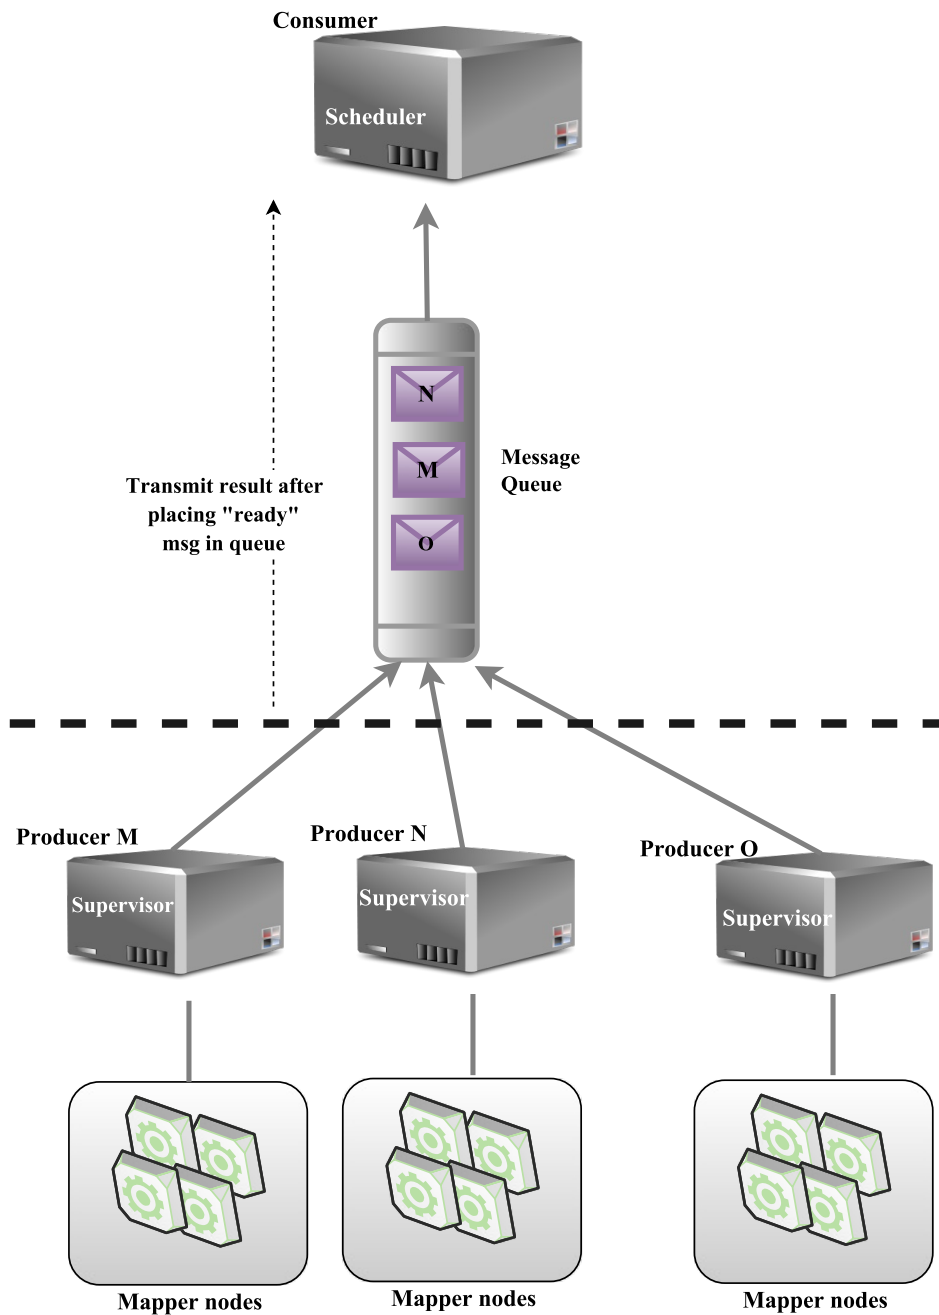 Consumer
Scheduler
N
M
O
Message
Queue
Transmit result after
placing "ready"
msg in queue
Producer M
Producer N
Producer O
Supervisor
Supervisor
Supervisor
Mapper nodes
Mapper nodes
Mapper nodes